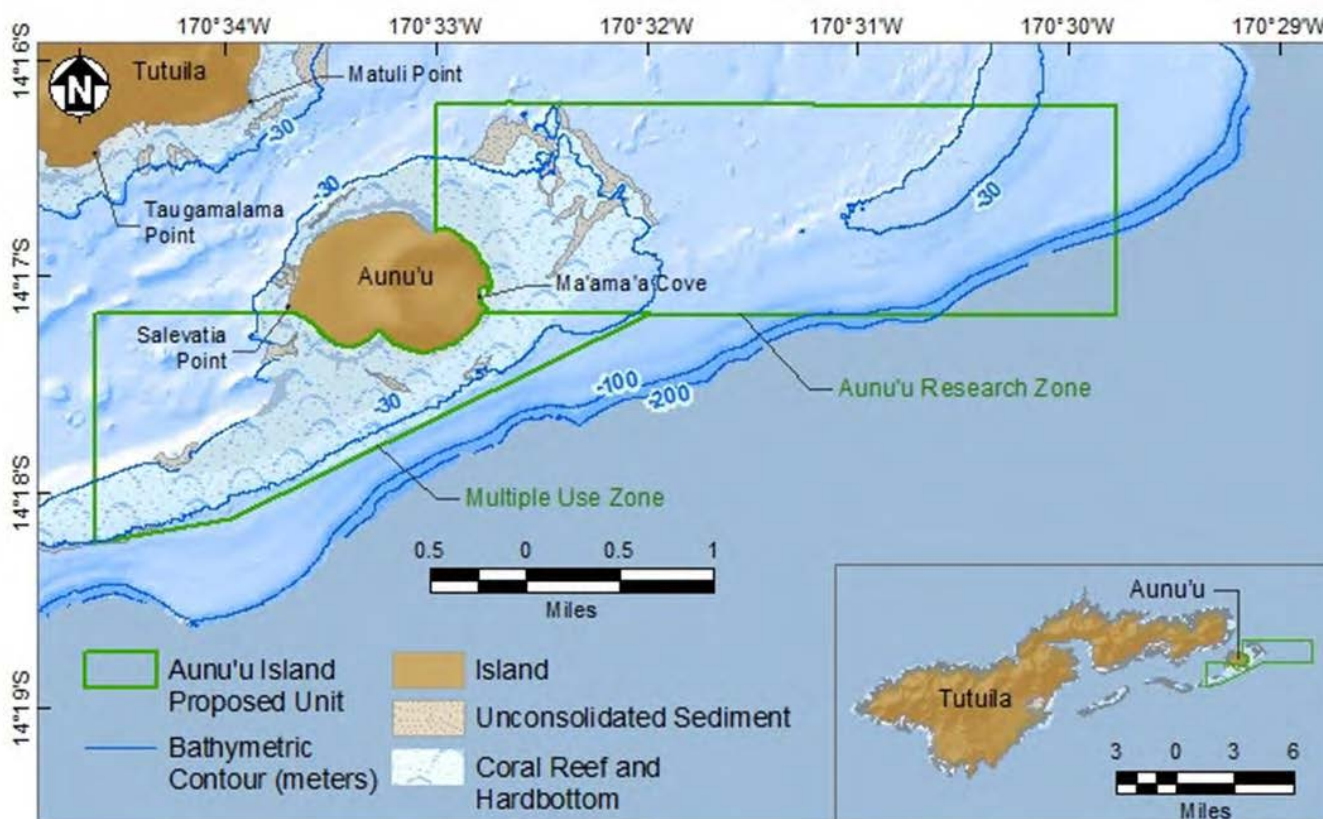 170°34'W 170°33'W 170°32'W 170°31'W 170°30'W 170°29'W
14°16'S
14°17'S
14°18'S
14°19'S
N
Tutuila
Matuli Point
-30
Taugamalama
Point
-30
-30
Aunu'u
Ma'ama'a Cove
Salevatia
Point
-100
-200
Aunu'u Research Zone
-30
Multiple Use Zone
0.5 0 0.5 1
Miles
Aunu'u Island
Proposed Unit
Bathymetric
Contour (meters)
Island
Unconsolidated Sediment
Coral Reef and
Hardbottom
Aunu'u
Tutuila
3 0 3 6
Miles